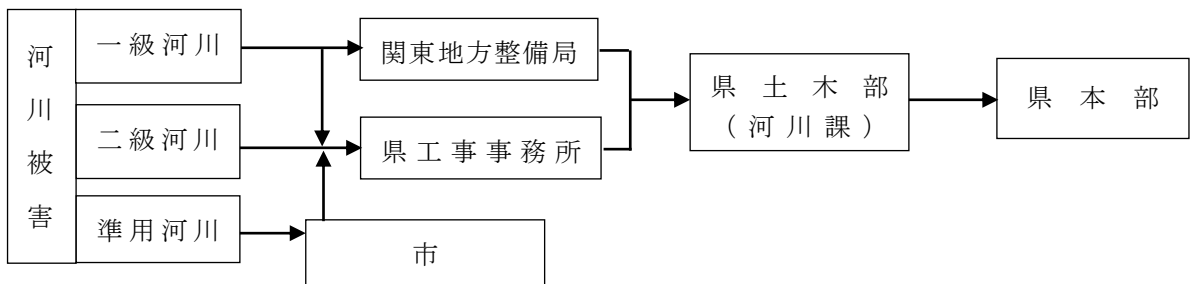 河川被害
一級河川
関東地方整備局
二級河川
県工事事務所
準用河川
市
県土木部
(河川課)
県本部